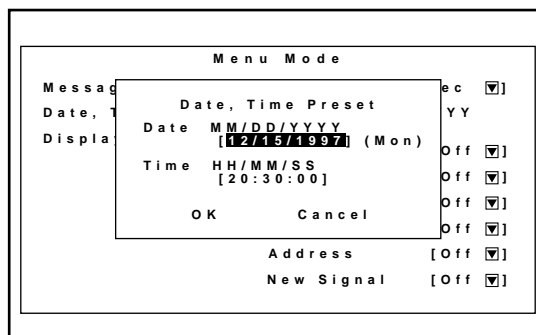 Menu Mode
Messag ec ▼]
Date, Time Preset
Date, T YY
Date MM/DD/YYYY
Displa [12/15/1997] (Mon)
Off ▼]
Time HH/MM/SS
Off ▼]
[20:30:00]
Off ▼]
OK Cancel
Off ▼]
Address [Off ▼]
New Signal [Off ▼]